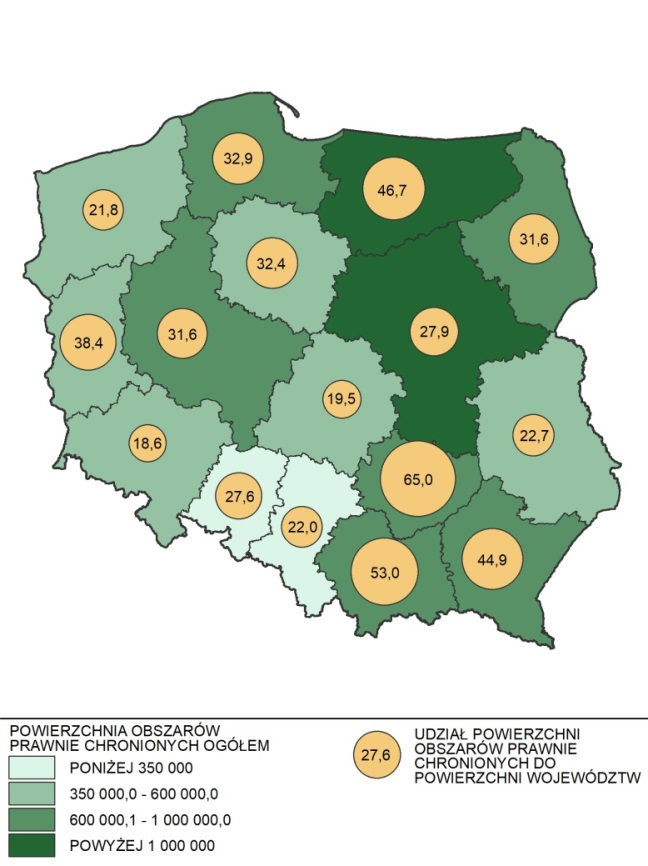 32,9
46,7
21,8
31,6
32,4
31,6
27,9
38,4
19,5
22,7
18,6
65,0
27,6
22,0
44,9
53,0
POWIERZCHNIA OBSZARÓW
PRAWNIE CHRONIONYCH OGÓŁEM
PONIŻEJ 350 000
350 000,0 - 600 000,0
600 000,1 - 1 000 000,0
POWYŻEJ 1 000 000
27,6
UDZIAŁ POWIERZCHNI
OBSZARÓW PRAWNIE
CHRONIONYCH DO
POWIERZCHNI WOJEWÓDZTW